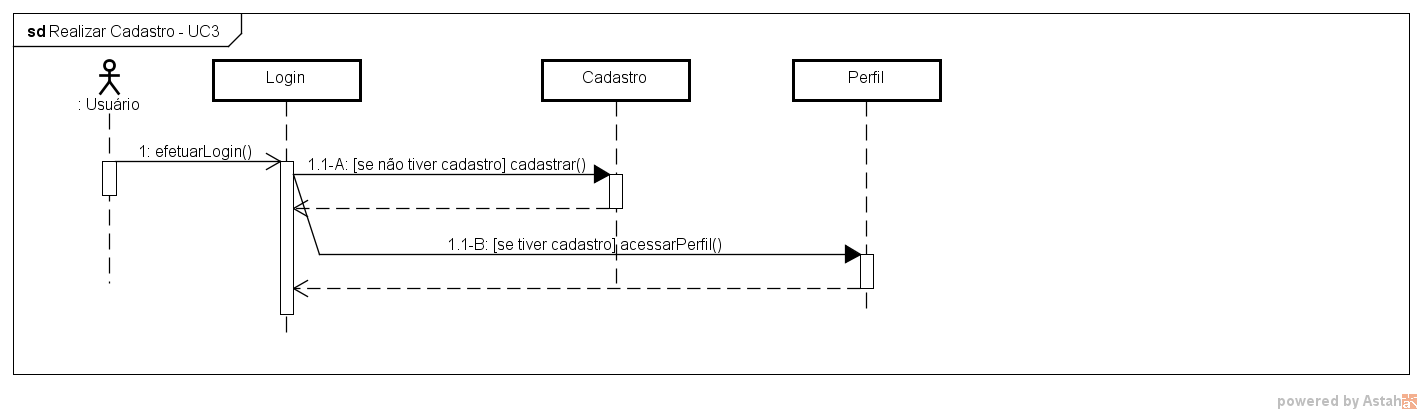 sd Realizar Cadastro - UC3
Login
Cadastro
Perfil
: Usuário
1: efetuarLogin()
1.1-A: [se não tiver cadastro] cadastrar()
1.1-B: [se tiver cadastro] acessarPerfil()
powered by Astah